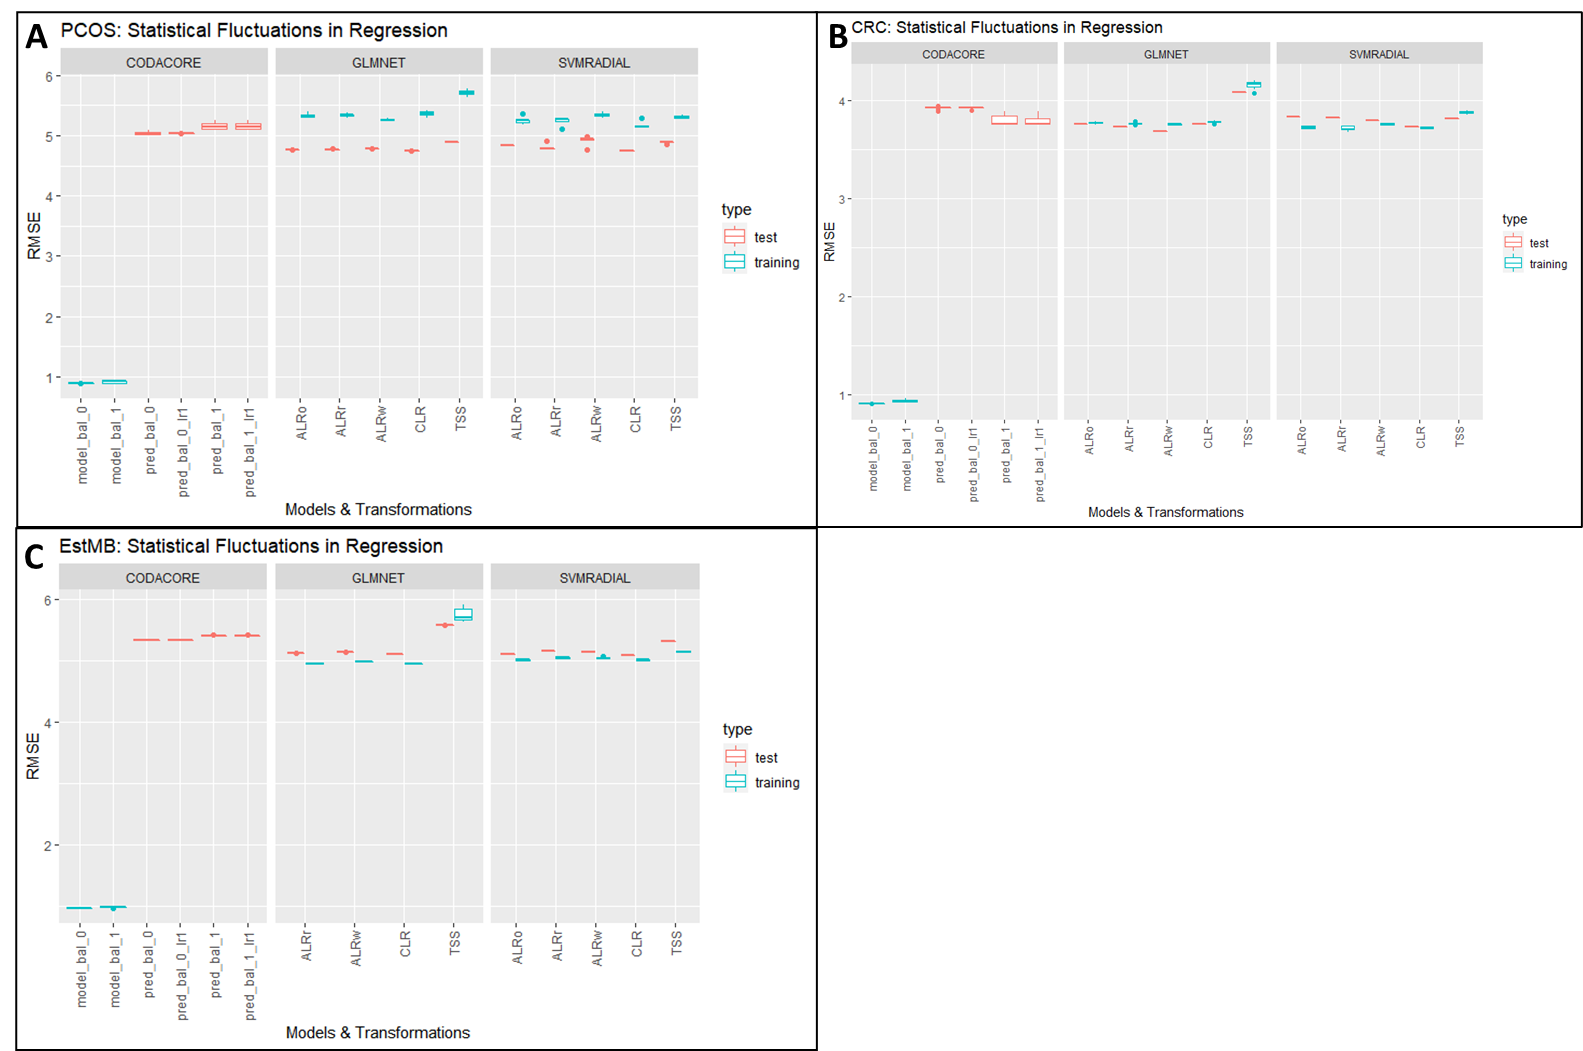 A
PCOS: Statistical Fluctuations in Regression
CODACORE
GLMNET
SVMRADIAL
6
5
4
3
2
1
RMSE
model_bal_0
model_bal_1
pred_bal_0
pred_bal_0_lr1
pred_bal_1
pred_bal_1_lr1
ALRo
ALRr
ALRw
CLR
TSS
ALRo
ALRr
ALRw
CLR
TSS
Models & Transformations
type
test
training
B
CRC: Statistical Fluctuations in Regression
CODACORE
GLMNET
SVMRADIAL
4
3
2
1
RMSE
model_bal_0
model_bal_1
pred_bal_0
pred_bal_0_lr1
pred_bal_1
pred_bal_1_lr1
ALRo
ALRr
ALRw
CLR
TSS
ALRo
ALRr
ALRw
CLR
TSS
Models & Transformations
type
test
training
C
EstMB: Statistical Fluctuations in Regression
CODACORE
GLMNET
SVMRADIAL
6
4
2
RMSE
model_bal_0
model_bal_1
pred_bal_0
pred_bal_0_lr1
pred_bal_1
pred_bal_1_lr1
ALRr
ALRw
CLR
TSS
ALRo
ALRr
ALRw
CLR
TSS
Models & Transformations
type
test
training